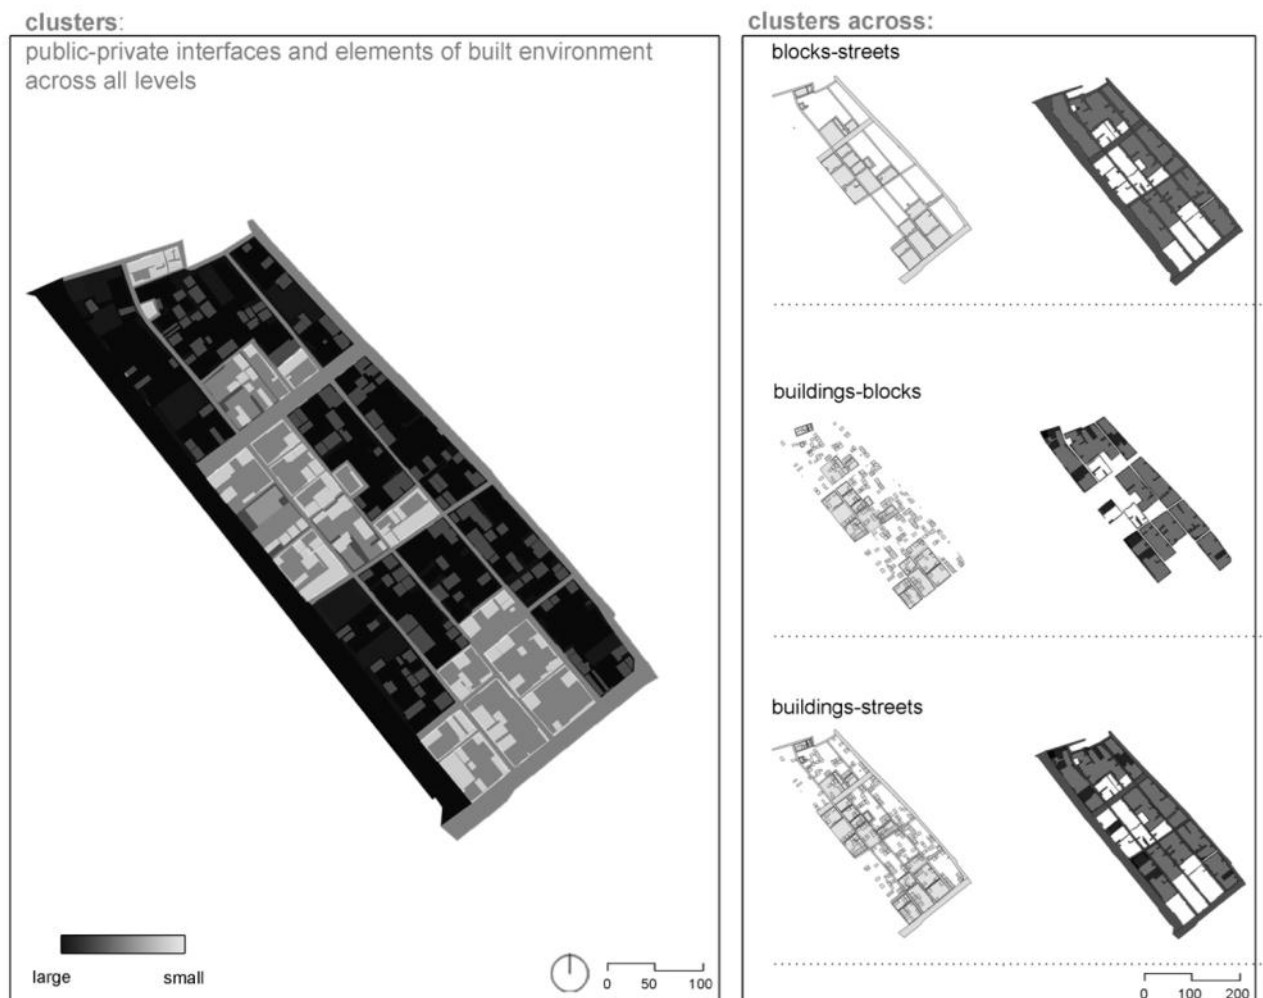 clusters:
public-private interfaces and elements of built environment
across all levels
large small
0 50 100
clusters across:
blocks-streets
buildings-blocks
buildings-streets
0 100 200